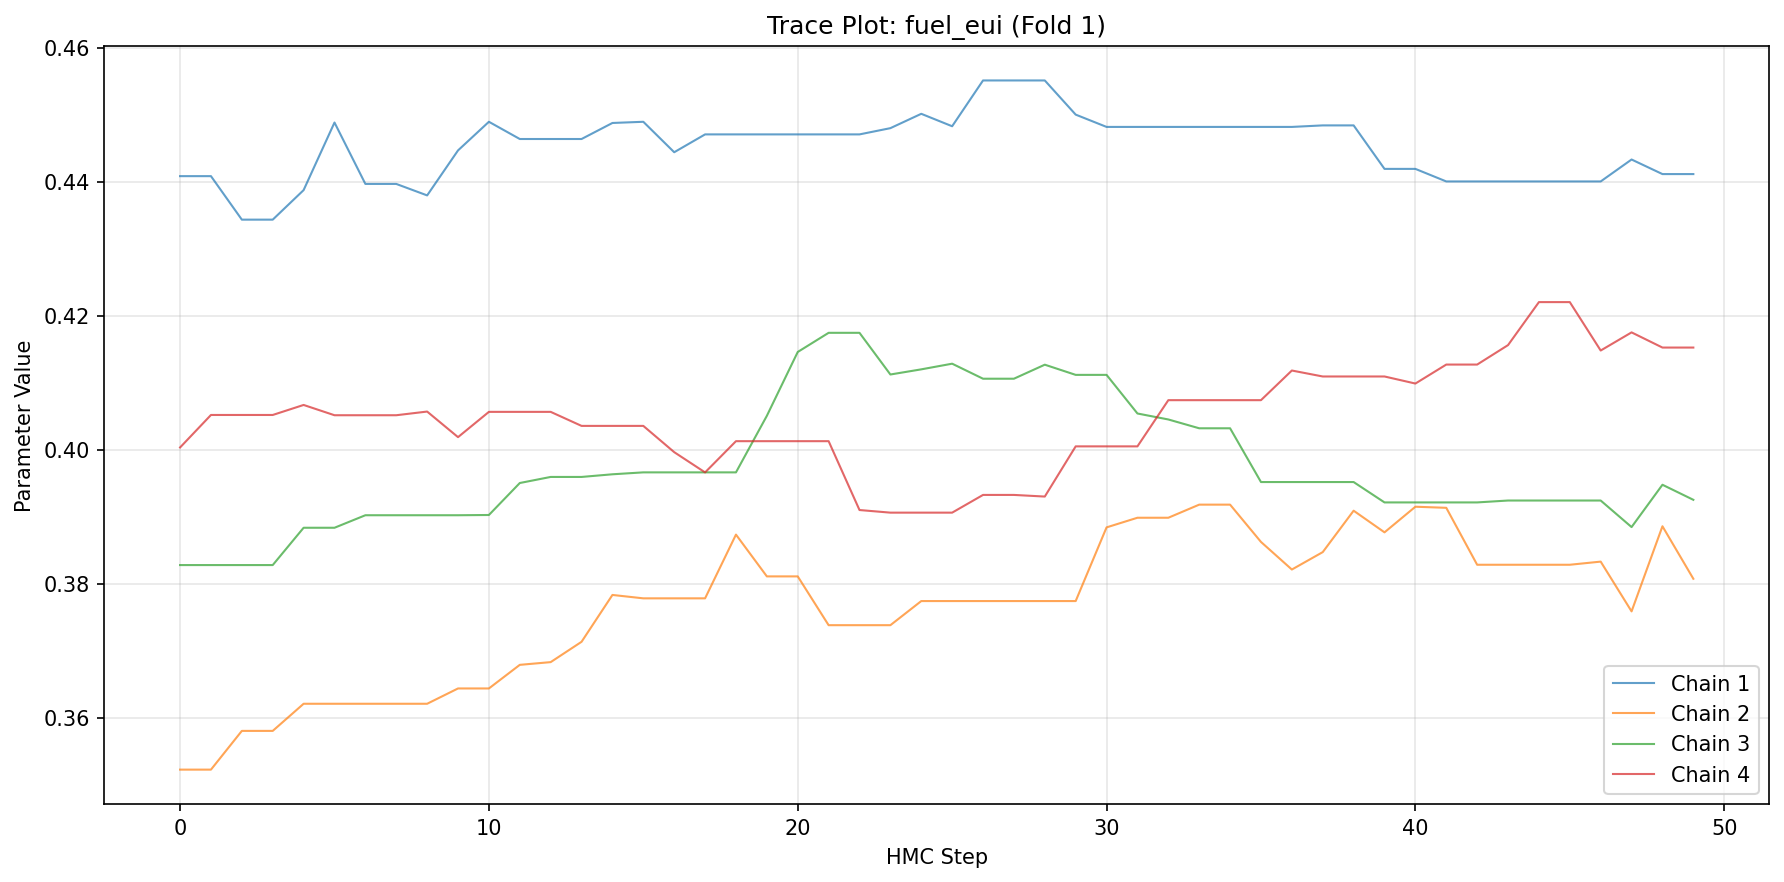 Trace Plot: fuel_eui (Fold 1)
Parameter Value
0.46
0.44
0.42
0.40
0.38
0.36
0
10
20
30
40
50
HMC Step
Chain 1
Chain 2
Chain 3
Chain 4